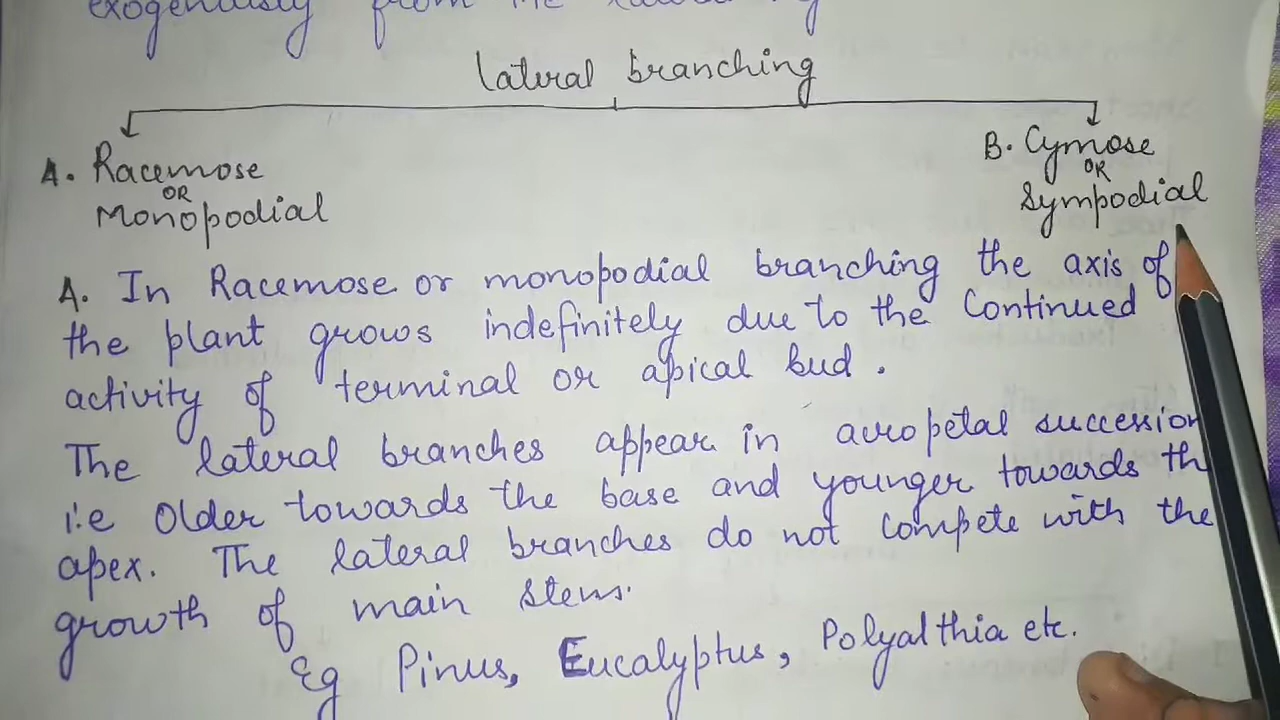 exogenously from the
lateral branching
A. Racemose
OR
Monopodial
B. Cymose
OR
Sympodial
A. In Racemose or monopodial branching the axis of
the plant grows indefinitely due to the Continued
activity of terminal or apical bud.
The lateral branches appear in acropetal succession
i.e Older towards the base and younger towards th
apex. The lateral branches do not compete with the
growth of main stem.
Eg Pinus, Eucalyptus, Polyalthia etc.